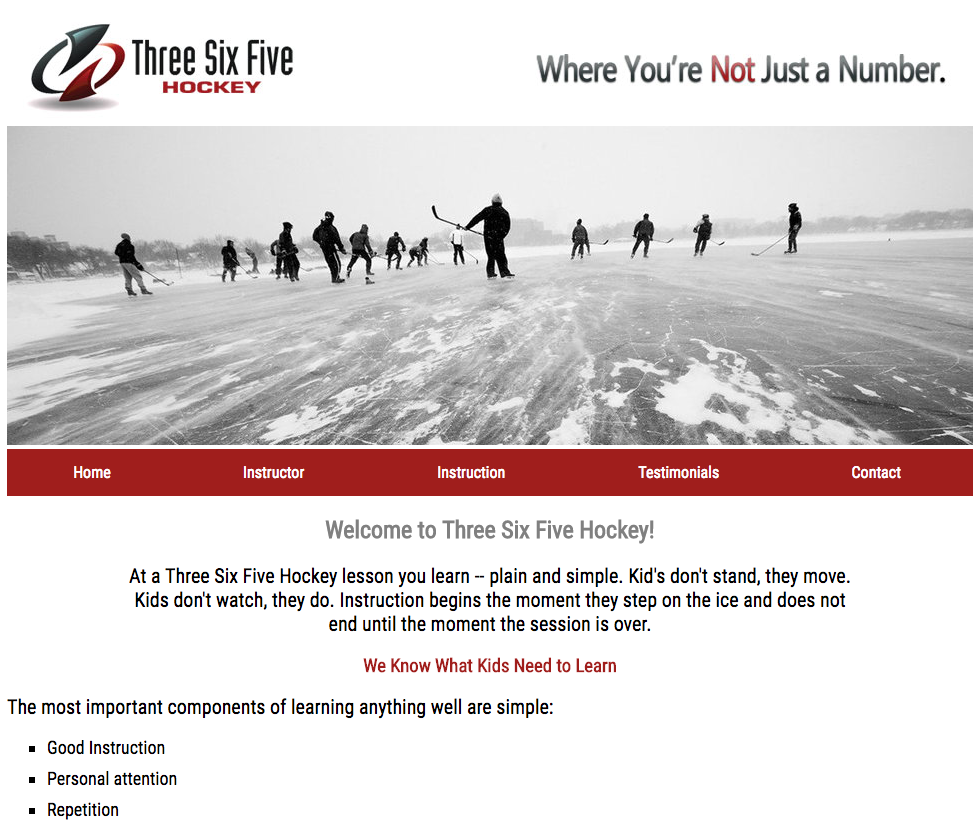 Three Six Five
HOCKEY
Where You're Not Just a Number.
Home Instructor Instruction Testimonials Contact
Welcome to Three Six Five Hockey!
At a Three Six Five Hockey lesson you learn -- plain and simple. Kid's don't stand, they move.
Kids don't watch, they do. Instruction begins the moment they step on the ice and does not
end until the moment the session is over.
We Know What Kids Need to Learn
The most important components of learning anything well are simple:
Good Instruction
Personal attention
Repetition